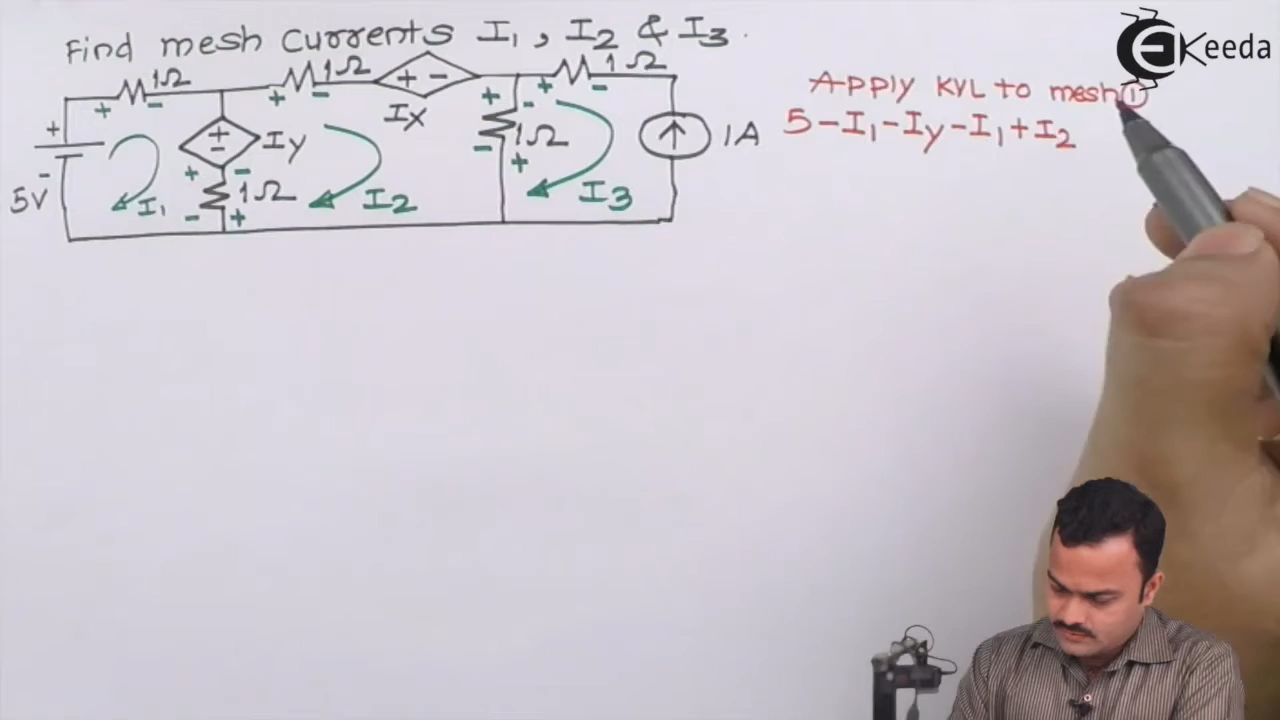 Find mesh currents I₁, I₂ & I₃.
EKeeda
1Ω
1Ω
1Ω
+ -
Ix
Apply KVL to mesh ①
5 - I₁ - Iy - I₁ + I₂
+ -
+ -
+ -
+ -
+
-
5V
+
-
Iy
1Ω
1A
+ -
- +
1Ω
I₁
I₂
- +
I₃